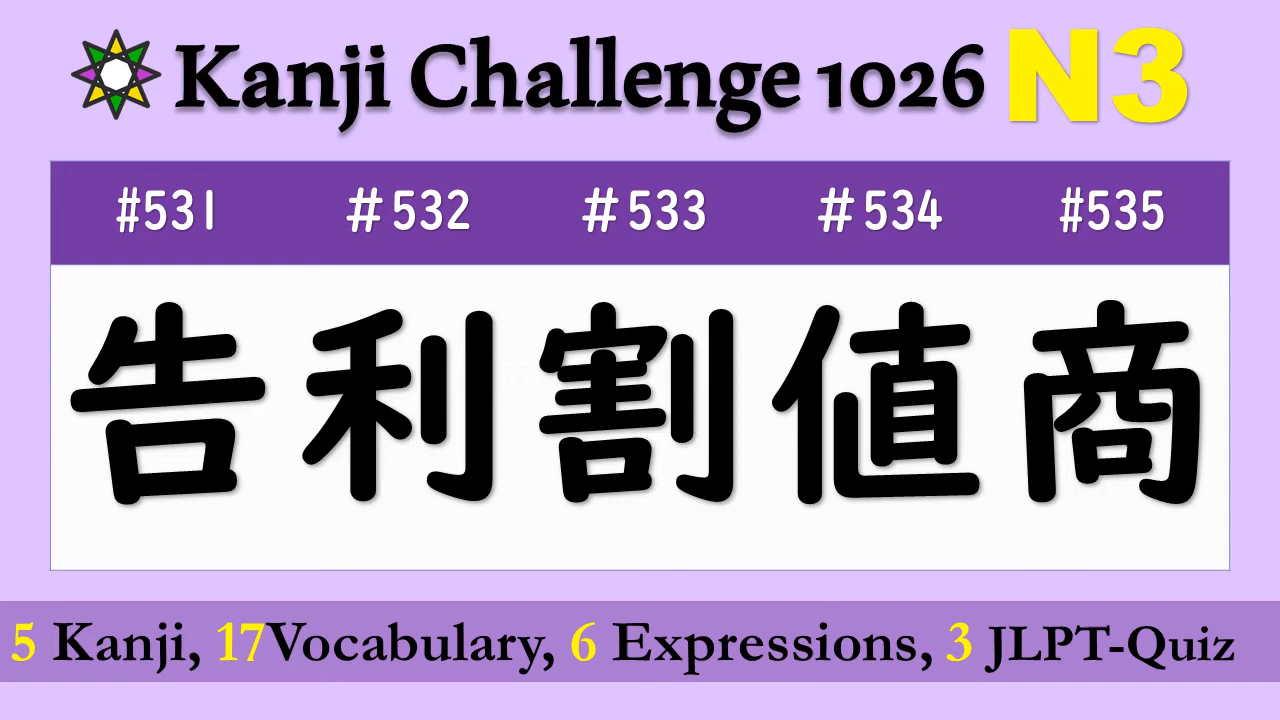 Kanji Challenge 1026 N3
#531 #532 #533 #534 #535
告 利 割 値 商
5 Kanji, 17Vocabulary, 6 Expressions, 3 JLPT-Quiz